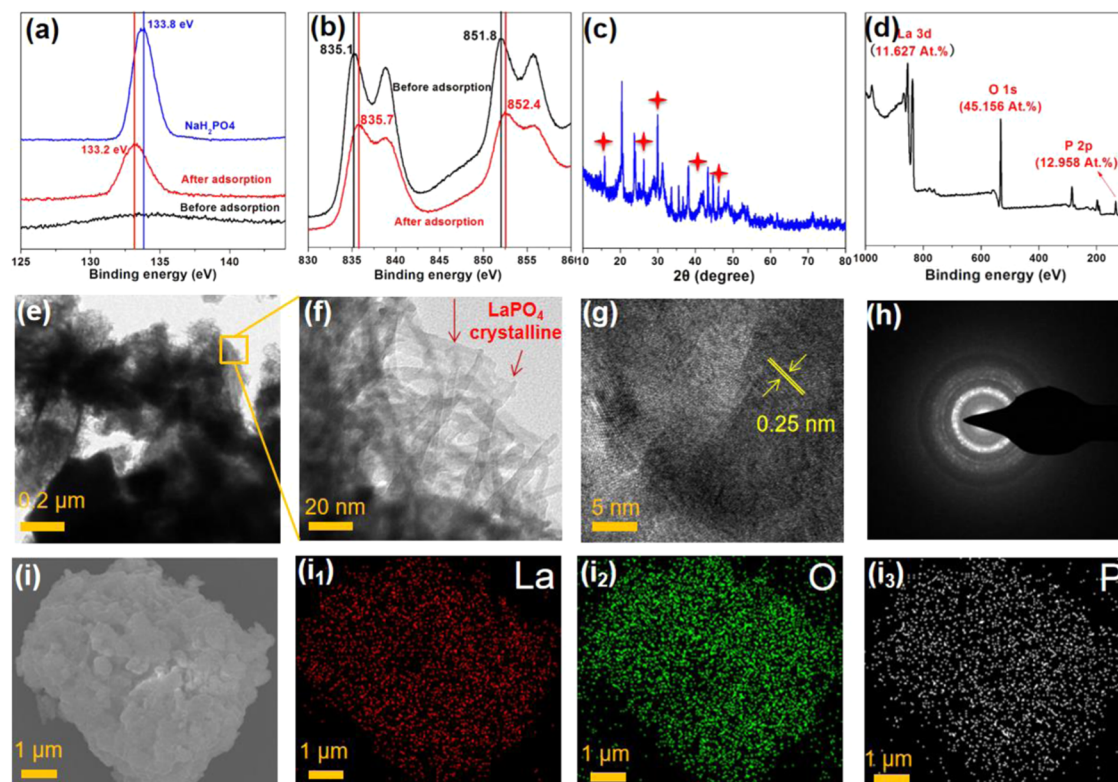 (a)
133.8 eV
NaH₂PO4
133.2 eV
After adsorption
Before adsorption
125 130 135 140
Binding energy (eV)
(b)
851.8
835.1
Before adsorption
852.4
835.7
After adsorption
830 835 840 845 850 855 860
Binding energy (eV)
(c)
10 20 30 40 50 60 70 80
2θ (degree)
(d)
La 3d
(11.627 At.%)
O 1s
(45.156 At.%)
P 2p
(12.958 At.%)
1000 800 600 400 200
Binding energy (eV)
(e)
0.2 μm
(f)
LaPO₄
crystalline
20 nm
(g)
0.25 nm
5 nm
(h)
(i)
1 μm
(i₁)
La
1 μm
(i₂)
O
1 μm
(i₃)
P
1 μm